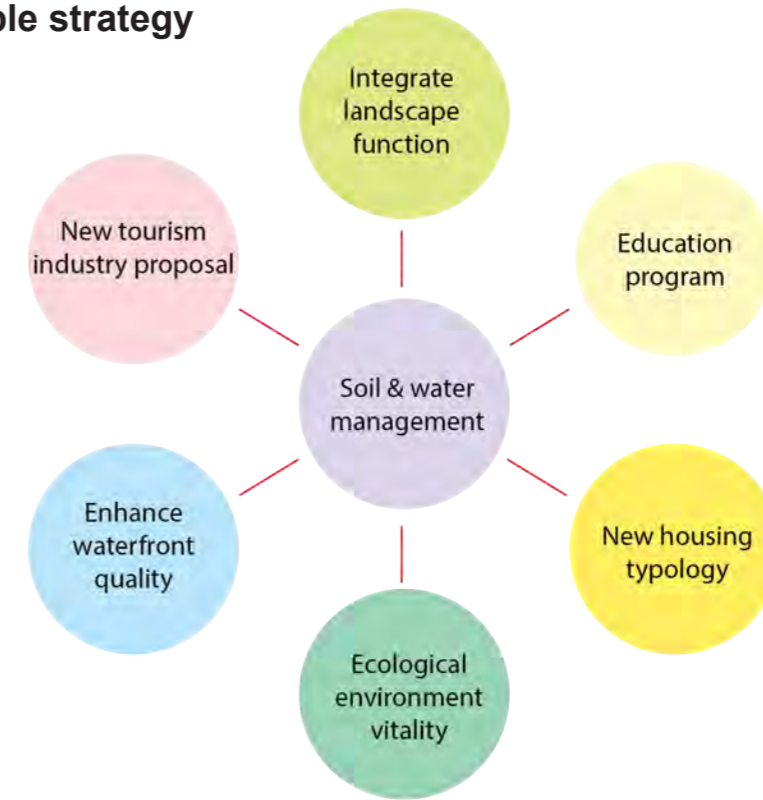 strategy
Integrate
landscape
function
New tourism
industry proposal
Education
program
Soil & water
management
Enhance
waterfront
quality
New housing
typology
Ecological
environment
vitality